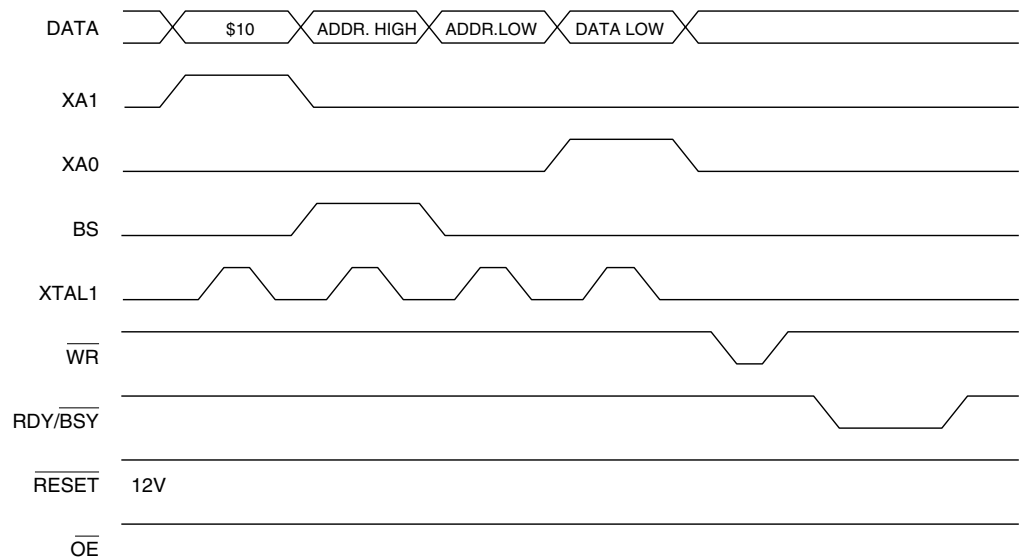 DATA $10 ADDR. HIGH ADDR.LOW DATA LOW
XA1
XA0
BS
XTAL1
WR
RDY/BSY
RESET 12V
OE